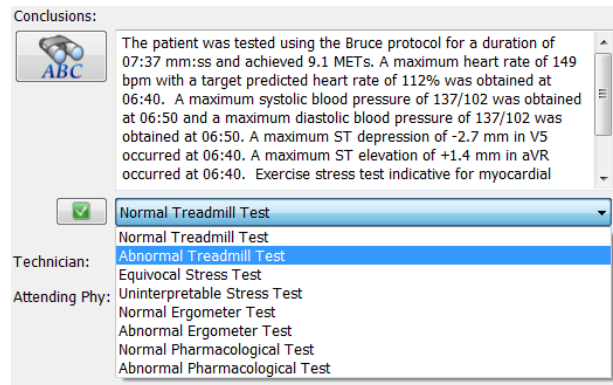 Conclusions:
ABC
The patient was tested using the Bruce protocol for a duration of
07:37 mm:ss and achieved 9.1 METs. A maximum heart rate of 149
bpm with a target predicted heart rate of 112% was obtained at
06:40.  A maximum systolic blood pressure of 137/102 was obtained
at 06:50 and a maximum diastolic blood pressure of 137/102 was
obtained at 06:50. A maximum ST depression of -2.7 mm in V5
occurred at 06:40. A maximum ST elevation of +1.4 mm in aVR
occurred at 06:40.  Exercise stress test indicative for myocardial
Normal Treadmill Test
Normal Treadmill Test
Abnormal Treadmill Test
Technician:
Equivocal Stress Test
Uninterpretable Stress Test
Attending Phy:
Normal Ergometer Test
Abnormal Ergometer Test
Normal Pharmacological Test
Abnormal Pharmacological Test